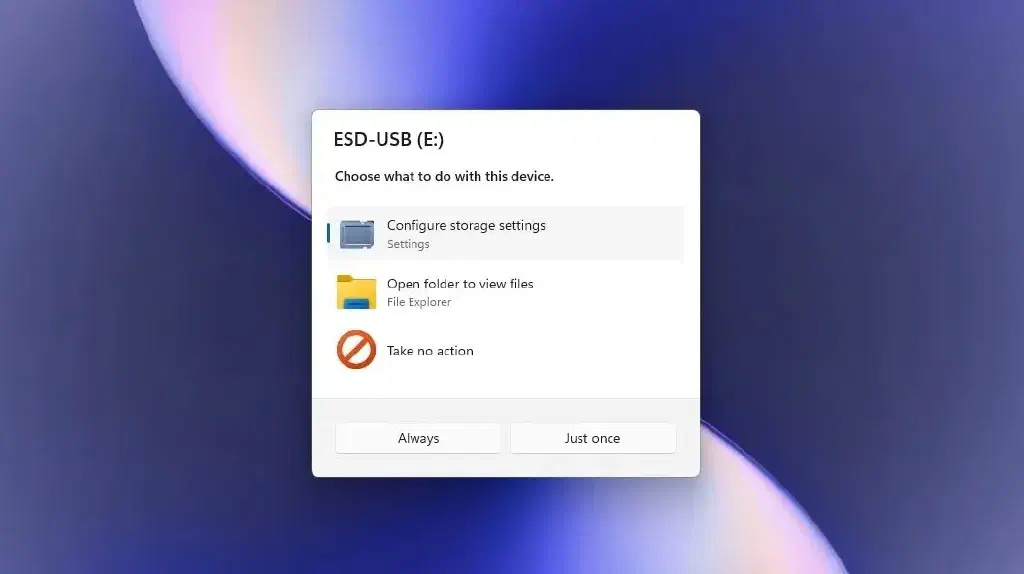 ESD-USB (E:)
Choose what to do with this device.
Configure storage settings
Settings
Open folder to view files
File Explorer
Take no action
Always
Just once